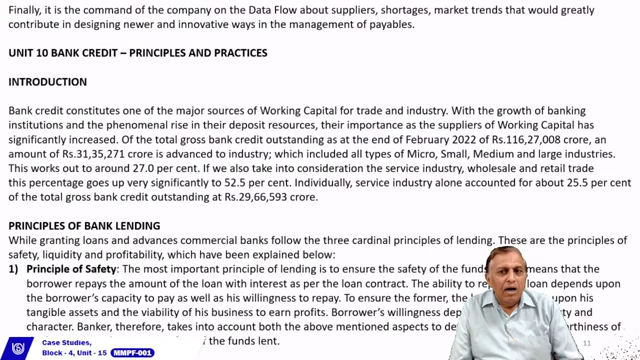 Finally, it is the command of the company on the Data Flow about suppliers, shortages, market trends that would greatly
contribute in designing newer and innovative ways in the management of payables.
UNIT 10 BANK CREDIT – PRINCIPLES AND PRACTICES
INTRODUCTION
Bank credit constitutes one of the major sources of Working Capital for trade and industry. With the growth of banking
institutions and the phenomenal rise in their deposit resources, their importance as the suppliers of Working Capital has
significantly increased. Of the total gross bank credit outstanding as at the end of February 2022 of Rs.116,27,008 crore, an
amount of Rs.31,35,271 crore is advanced to industry; which included all types of Micro, Small, Medium and large industries.
This works out to around 27.0 per cent. If we also take into consideration the service industry, wholesale and retail trade
this percentage goes up very significantly to 52.5 per cent. Individually, service industry alone accounted for about 25.5 per cent
of the total gross bank credit outstanding at Rs.29,66,593 crore.
PRINCIPLES OF BANK LENDING
While granting loans and advances commercial banks follow the three cardinal principles of lending. These are the principles of
safety, liquidity and profitability, which have been explained below:
1) Principle of Safety: The most important principle of lending is to ensure the safety of the funds means that the
borrower repays the amount of the loan with interest as per the loan contract. The ability to loan depends upon
the borrower's capacity to pay as well as his willingness to repay. To ensure the former, the upon his
tangible assets and the viability of his business to earn profits. Borrower's willingness and
character. Banker, therefore, takes into account both the above mentioned aspects to of
of the funds lent.
11
Case Studies,
Block - 4, Unit - 15 MMPF-001